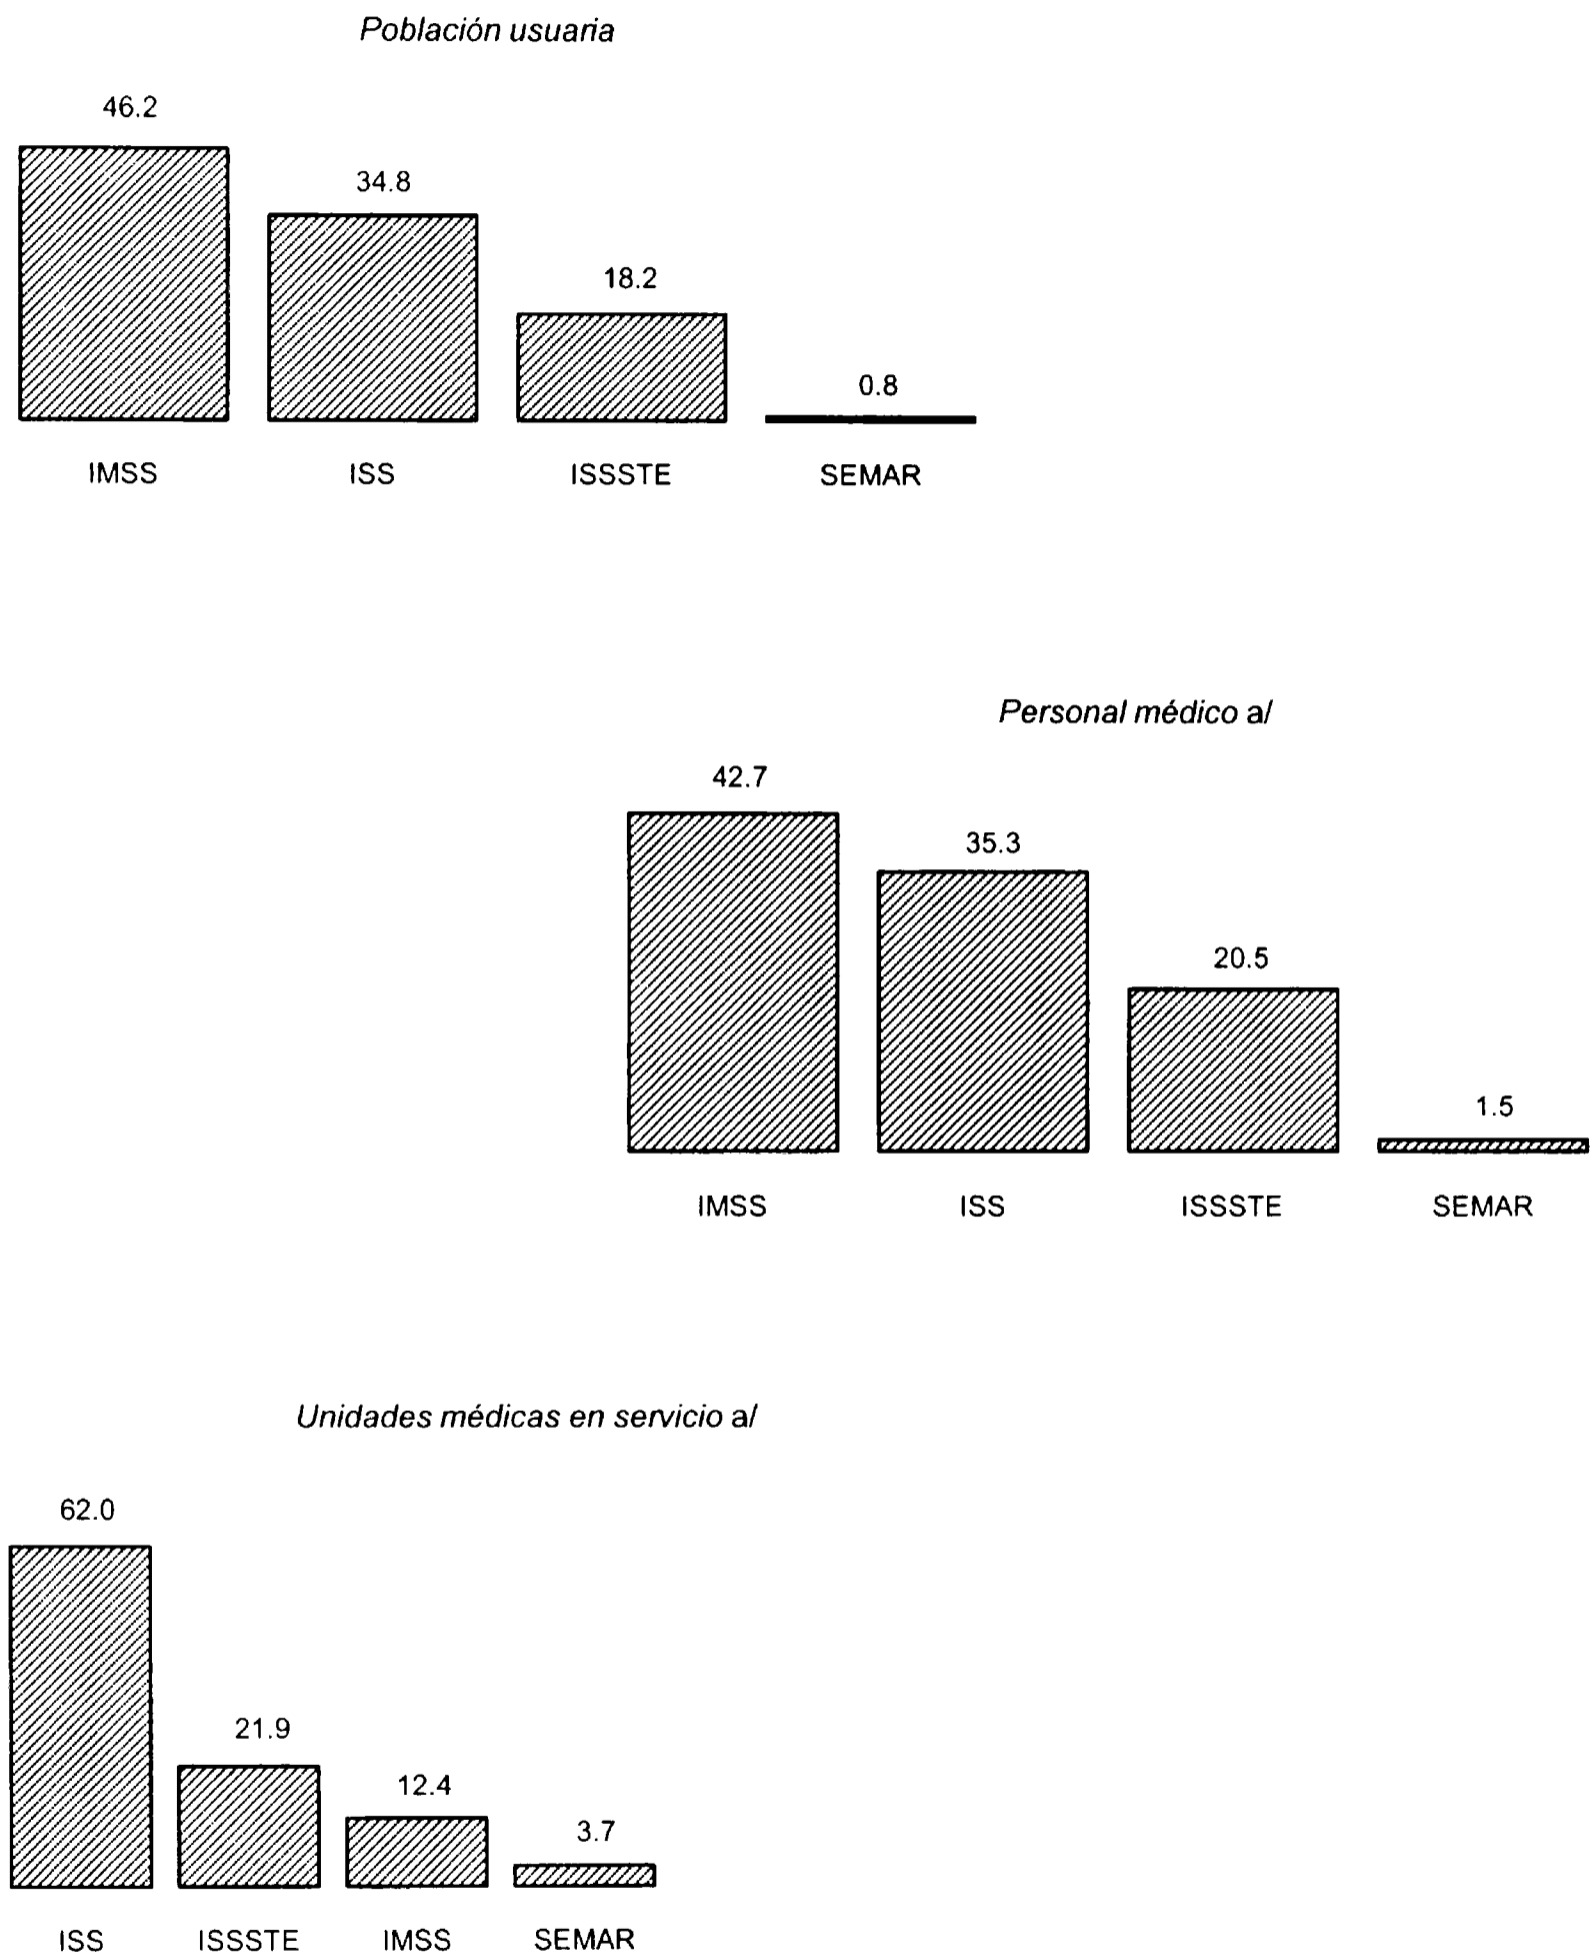 Población usuaria
46.2
34.8
18.2
0.8
IMSS
ISS
ISSSTE
SEMAR
Personal médico a/
42.7
35.3
20.5
1.5
IMSS
ISS
ISSSTE
SEMAR
Unidades médicas en servicio a/
62.0
21.9
12.4
3.7
ISS
ISSSTE
IMSS
SEMAR